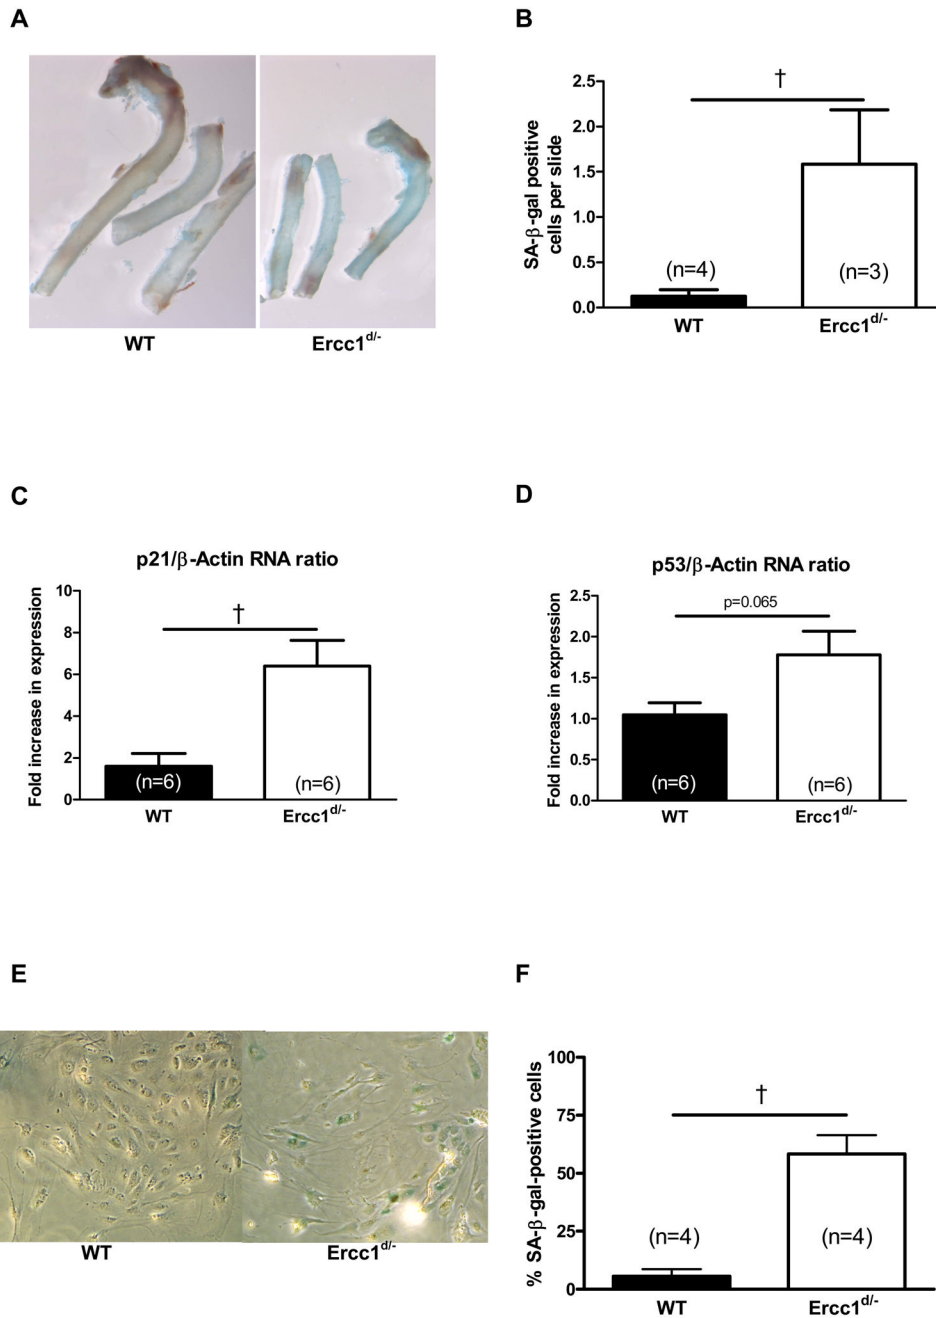 A
WT
Ercc1d/-
B
SA-β-gal positive
cells per slide
2.5
2.0
1.5
1.0
0.5
0.0
†
(n=4)
(n=3)
WT
Ercc1d/-
C
p21/β-Actin RNA ratio
Fold increase in expression
10
8
6
4
2
0
†
(n=6)
(n=6)
WT
Ercc1d/-
D
p53/β-Actin RNA ratio
Fold increase in expression
2.5
2.0
1.5
1.0
0.5
0.0
p=0.065
(n=6)
(n=6)
WT
Ercc1d/-
E
WT
Ercc1d/-
F
% SA-β-gal-positive cells
100
75
50
25
0
†
(n=4)
(n=4)
WT
Ercc1d/-